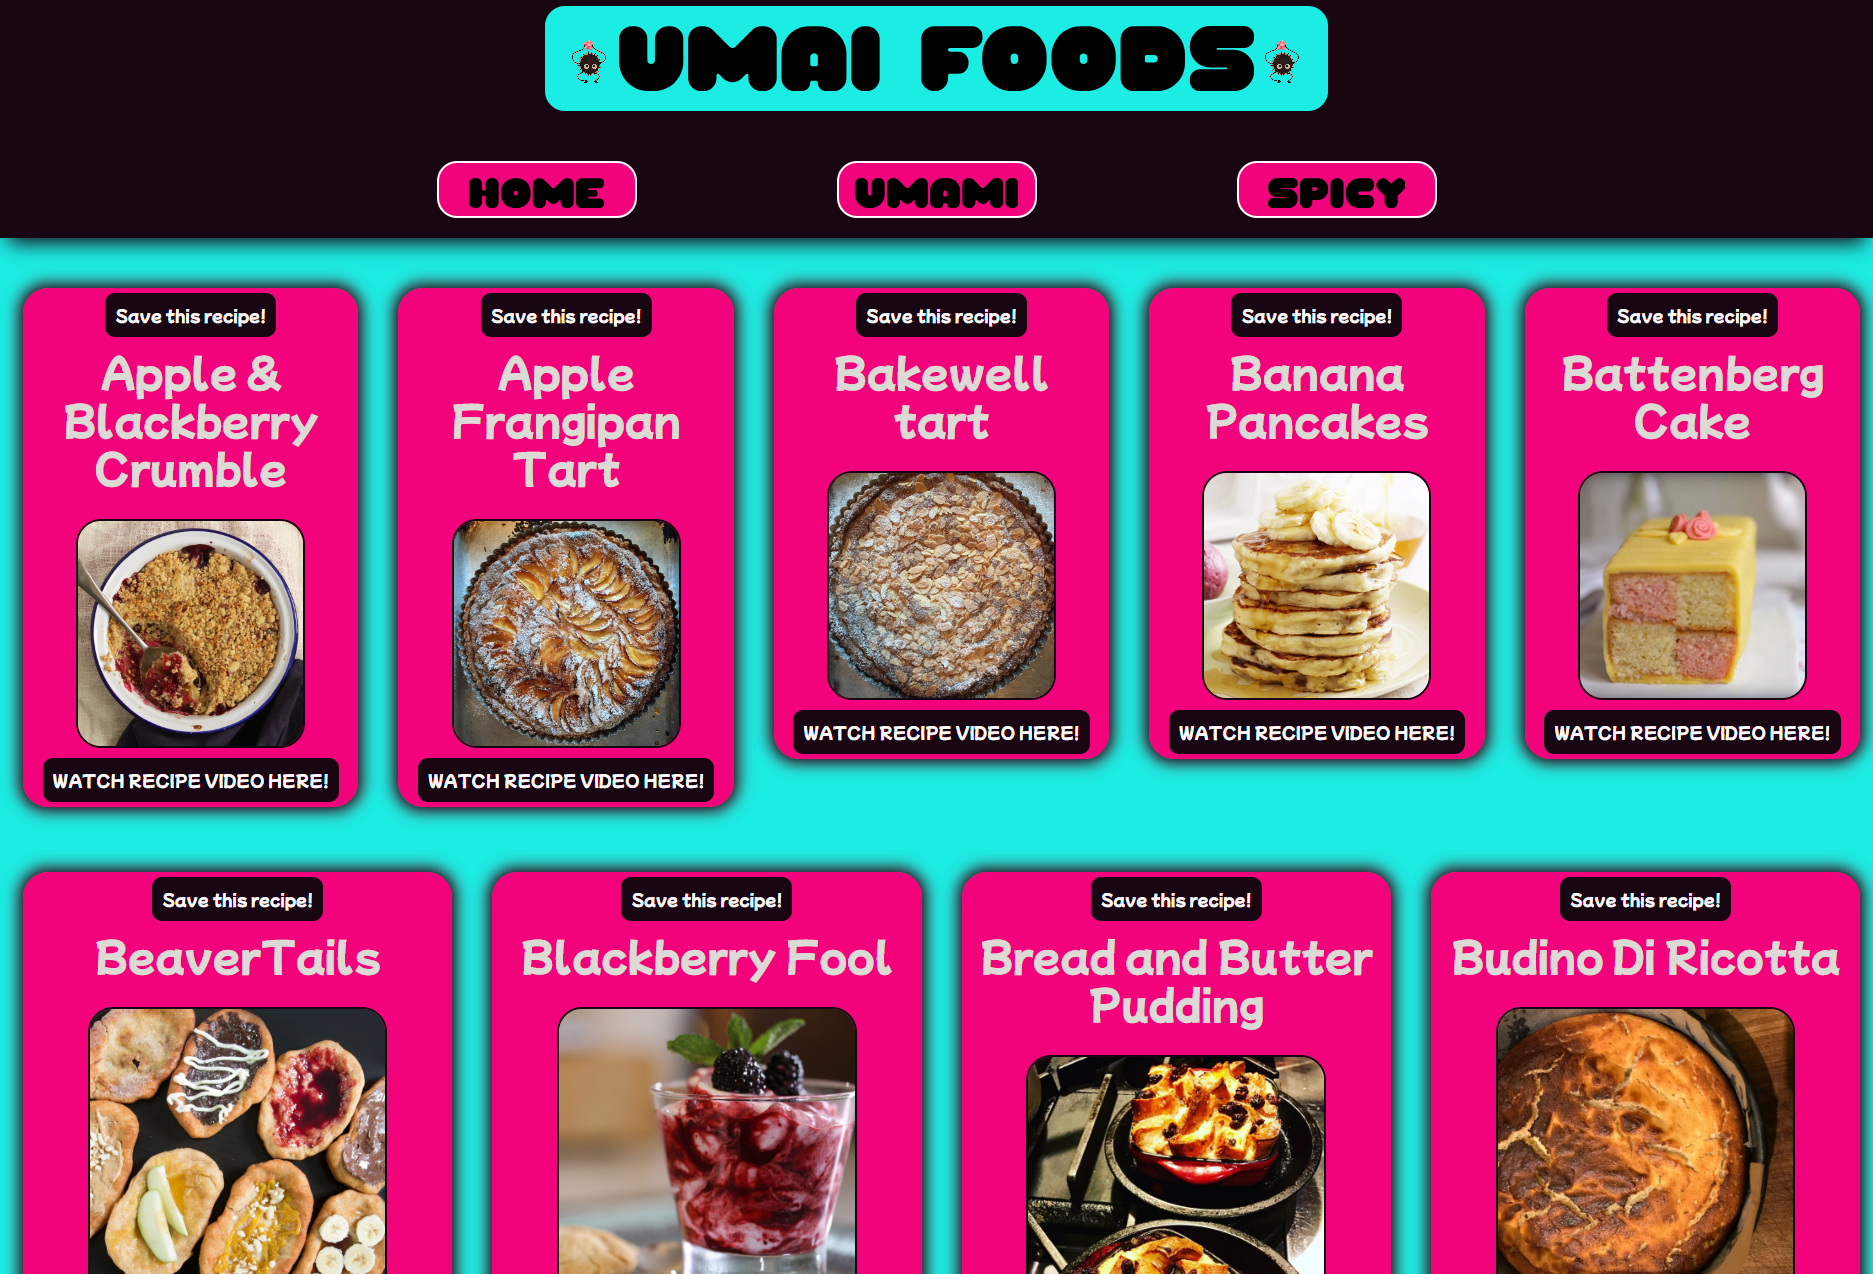 UMAI FOODS
HOME
UMAMI
SPICY
Save this recipe!
Apple &
Blackberry
Crumble
WATCH RECIPE VIDEO HERE!
Save this recipe!
Apple
Frangipan
Tart
WATCH RECIPE VIDEO HERE!
Save this recipe!
Bakewell
tart
WATCH RECIPE VIDEO HERE!
Save this recipe!
Banana
Pancakes
WATCH RECIPE VIDEO HERE!
Save this recipe!
Battenberg
Cake
WATCH RECIPE VIDEO HERE!
Save this recipe!
BeaverTails
Save this recipe!
Blackberry Fool
Save this recipe!
Bread and Butter
Pudding
Save this recipe!
Budino Di Ricotta